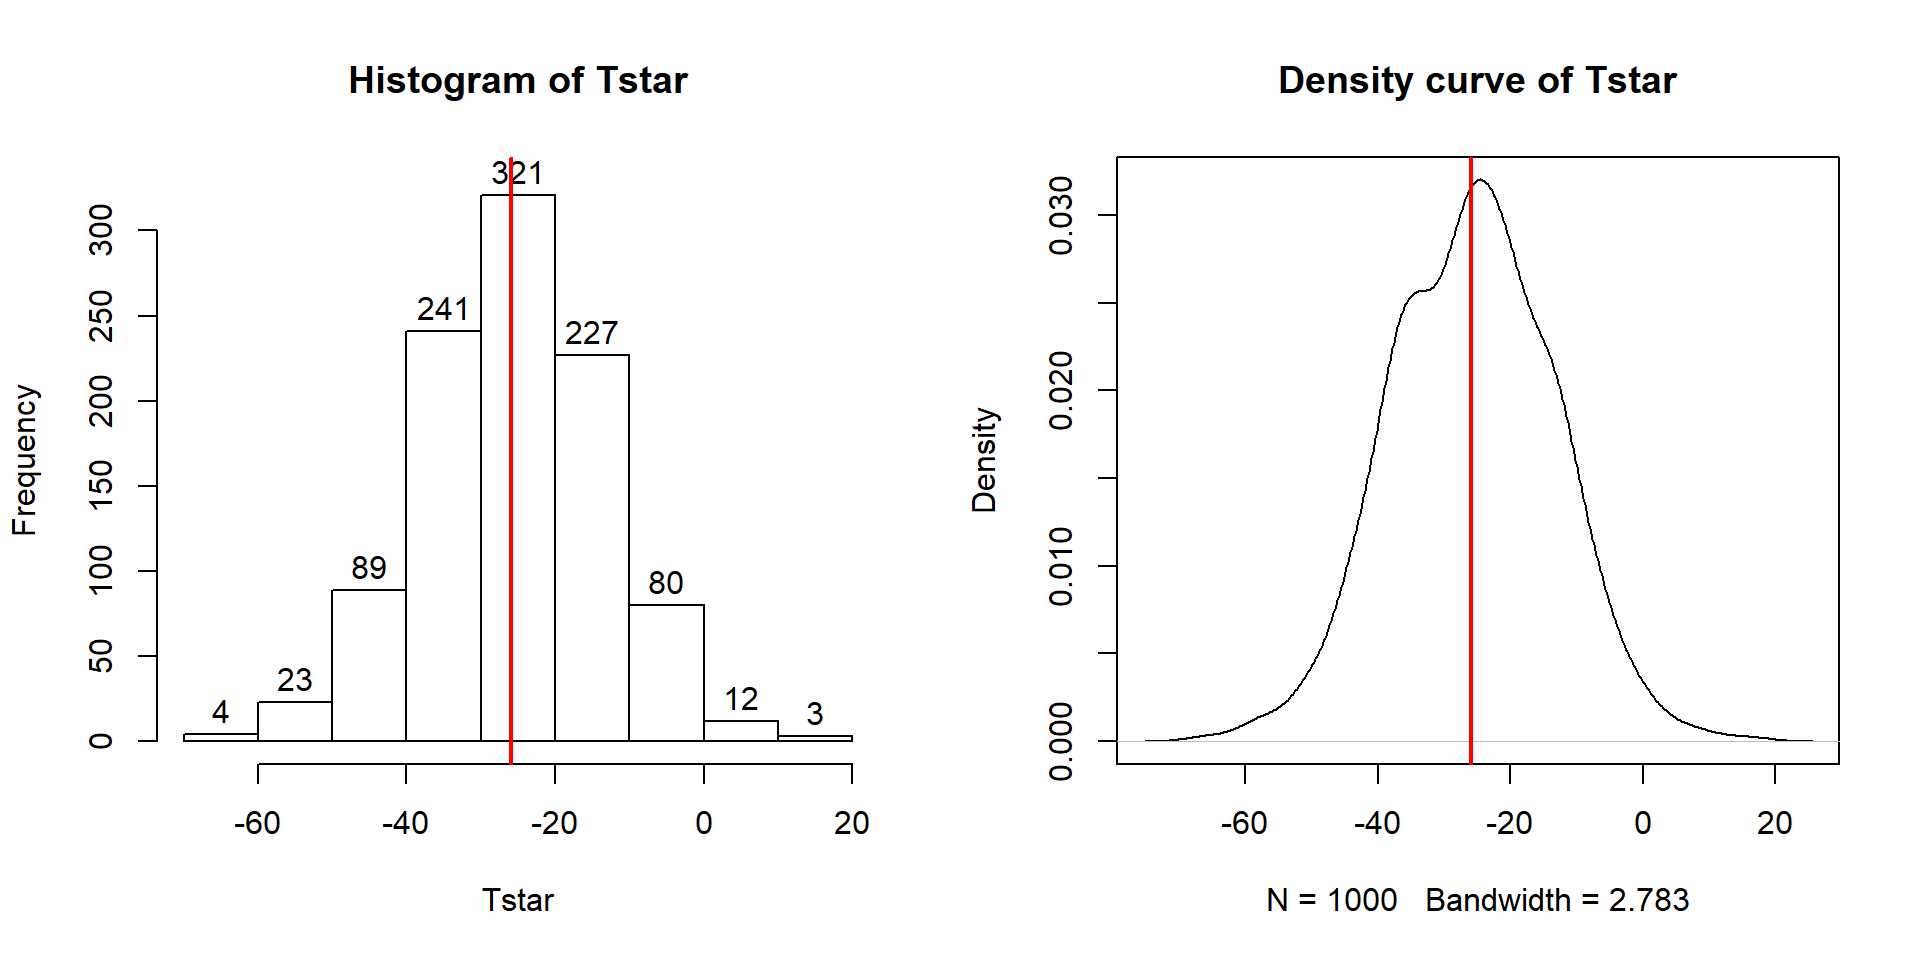 Histogram of Tstar
321
241
227
89
80
23
12
4
3
Frequency
300
250
200
150
100
50
0
-60 -40 -20 0 20
Tstar
Density curve of Tstar
Density
0.030
0.020
0.010
0.000
-60 -40 -20 0 20
N = 1000 Bandwidth = 2.783